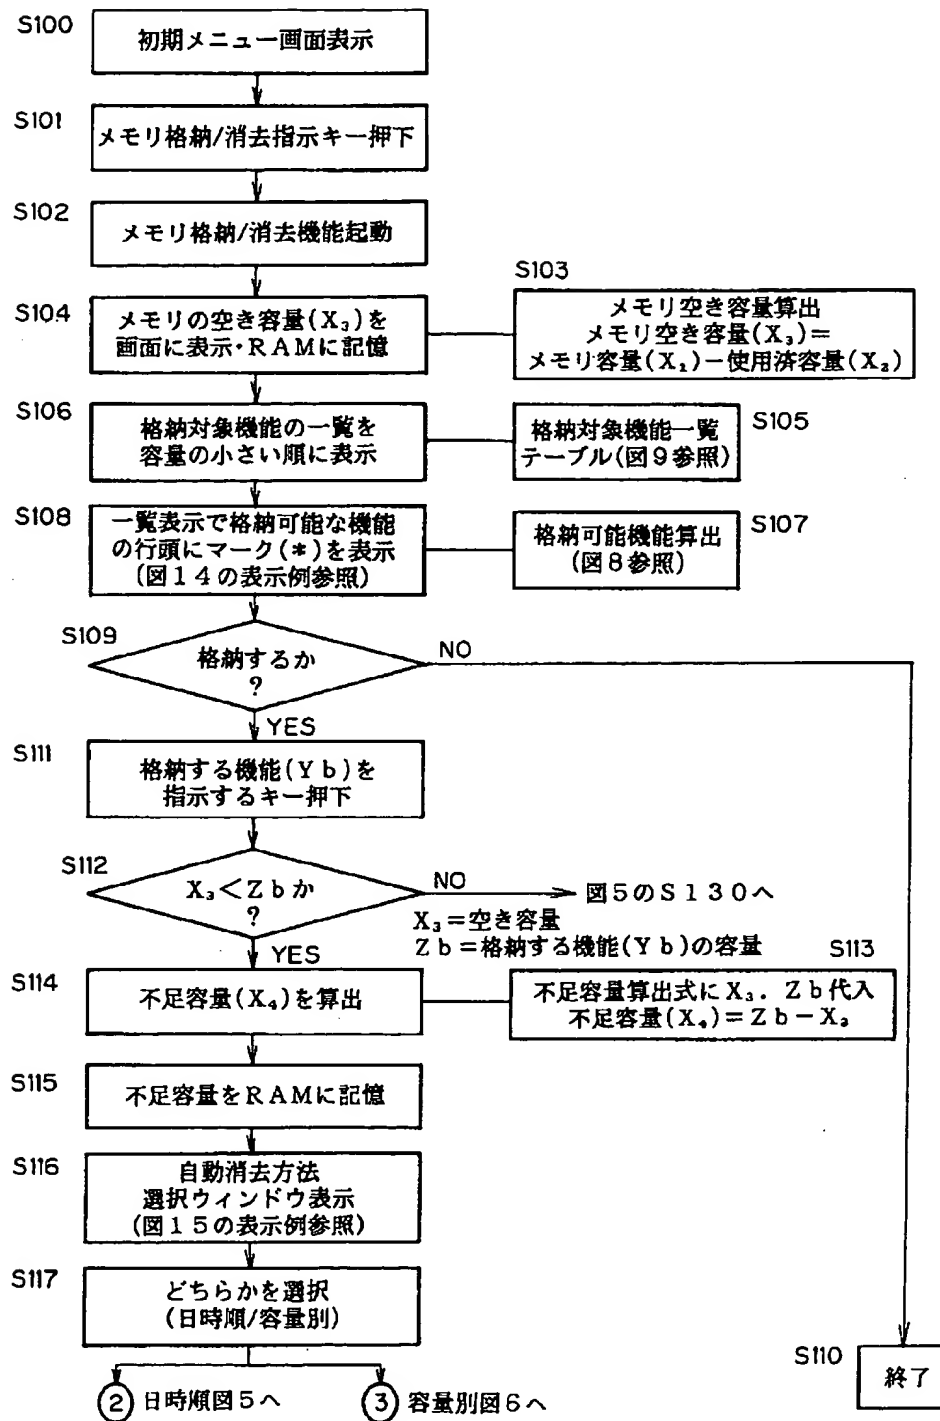 S100
初期メニュー画面表示
S101
メモリ格納/消去指示キー押下
S102
メモリ格納/消去機能起動
S103
S104
メモリの空き容量(X₃)を
画面に表示・RAMに記憶
メモリ空き容量算出
メモリ空き容量(X₃)=
メモリ容量(X₁)−使用済容量(X₂)
S106
格納対象機能の一覧を
容量の小さい順に表示
S105
格納対象機能一覧
テーブル(図9参照)
S108
一覧表示で格納可能な機能
の行頭にマーク(*)を表示
(図14の表示例参照)
S107
格納可能機能算出
(図8参照)
S109
格納するか
?
NO
YES
S111
格納する機能(Yb)を
指示するキー押下
S112
X₃<Zbか
?
NO
図5のS130へ
X₃=空き容量
Zb=格納する機能(Yb)の容量
YES
S113
S114
不足容量(X₄)を算出
不足容量算出式にX₃.Zb代入
不足容量(X₄)=Zb−X₃
S115
不足容量をRAMに記憶
S116
自動消去方法
選択ウィンドウ表示
(図15の表示例参照)
S117
どちらかを選択
(日時順/容量別)
S110
終了
② 日時順図5へ
③ 容量別図6へ